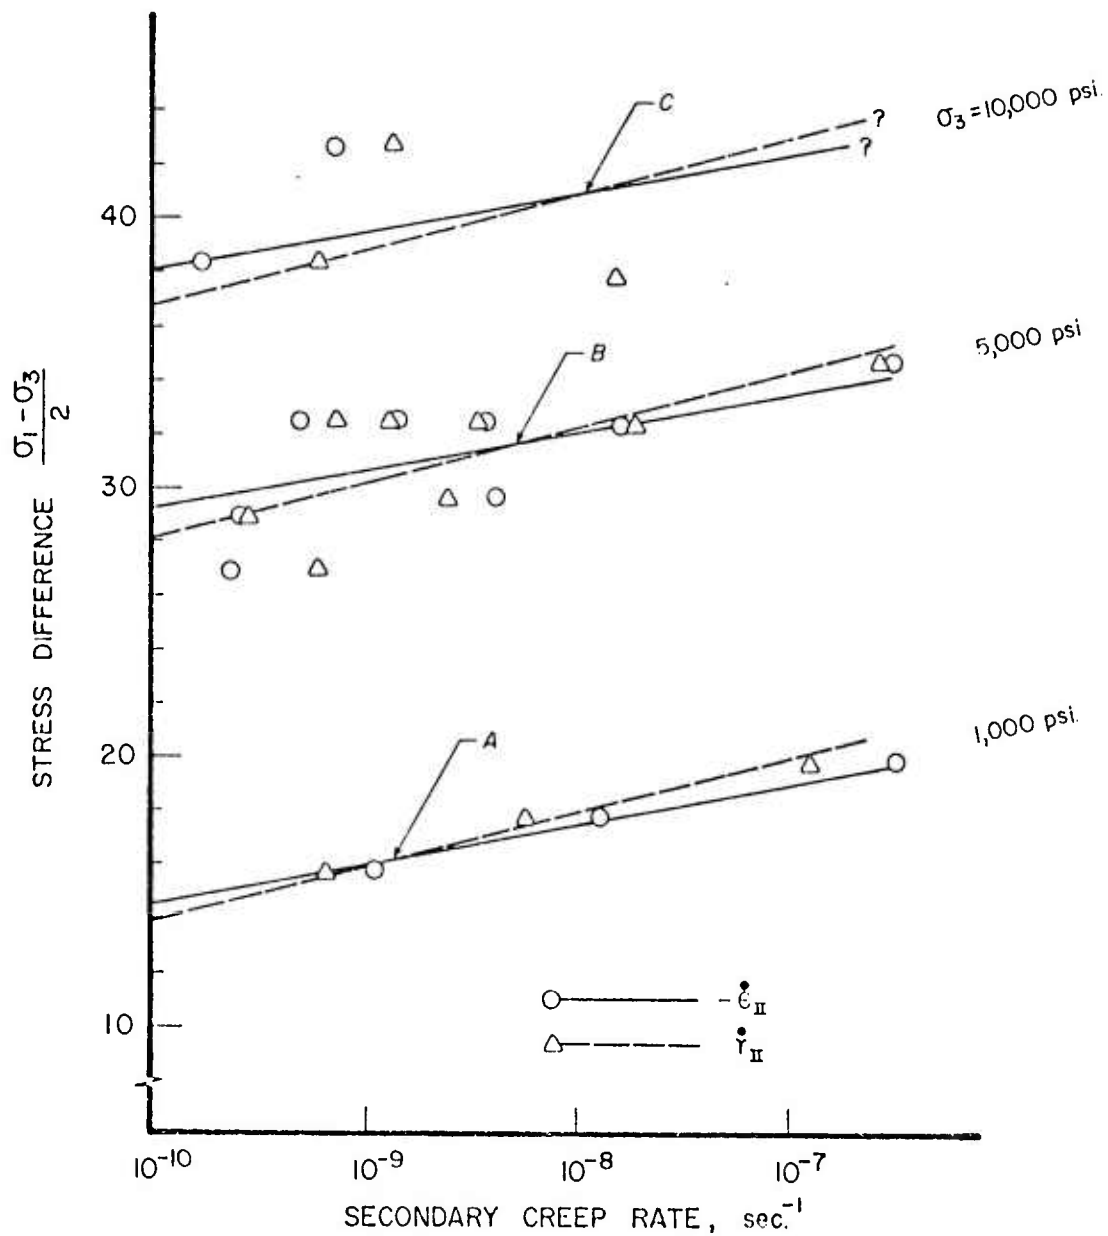 C
?
?
σ3 = 10,000 psi.
40
B
5,000 psi
30
STRESS DIFFERENCE σ1 - σ3 / 2
A
1,000 psi.
20
- ε̇II
γ̇II
10
10-10
10-9
10-8
10-7
SECONDARY CREEP RATE, sec.-1